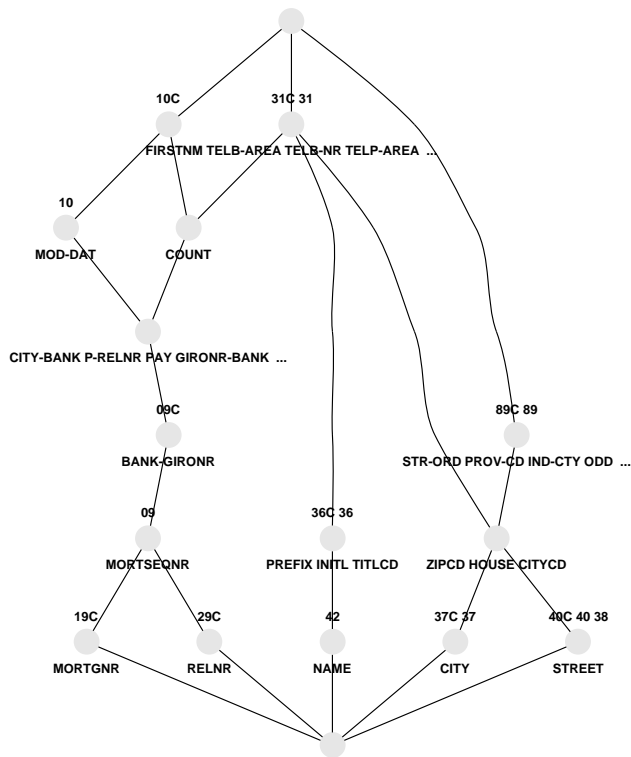 10C
31C 31
FIRSTNM TELB-AREA TELB-NR TELP-AREA ...
10
MOD-DAT
COUNT
CITY-BANK P-RELNR PAY GIRONR-BANK ...
09C
89C 89
BANK-GIRONR
STR-ORD PROV-CD IND-CTY ODD ...
09
36C 36
MORTSEQNR
PREFIX INITL TITLCD
ZIPCD HOUSE CITYCD
19C
29C
42
37C 37
40C 40 38
MORTGNR
RELNR
NAME
CITY
STREET